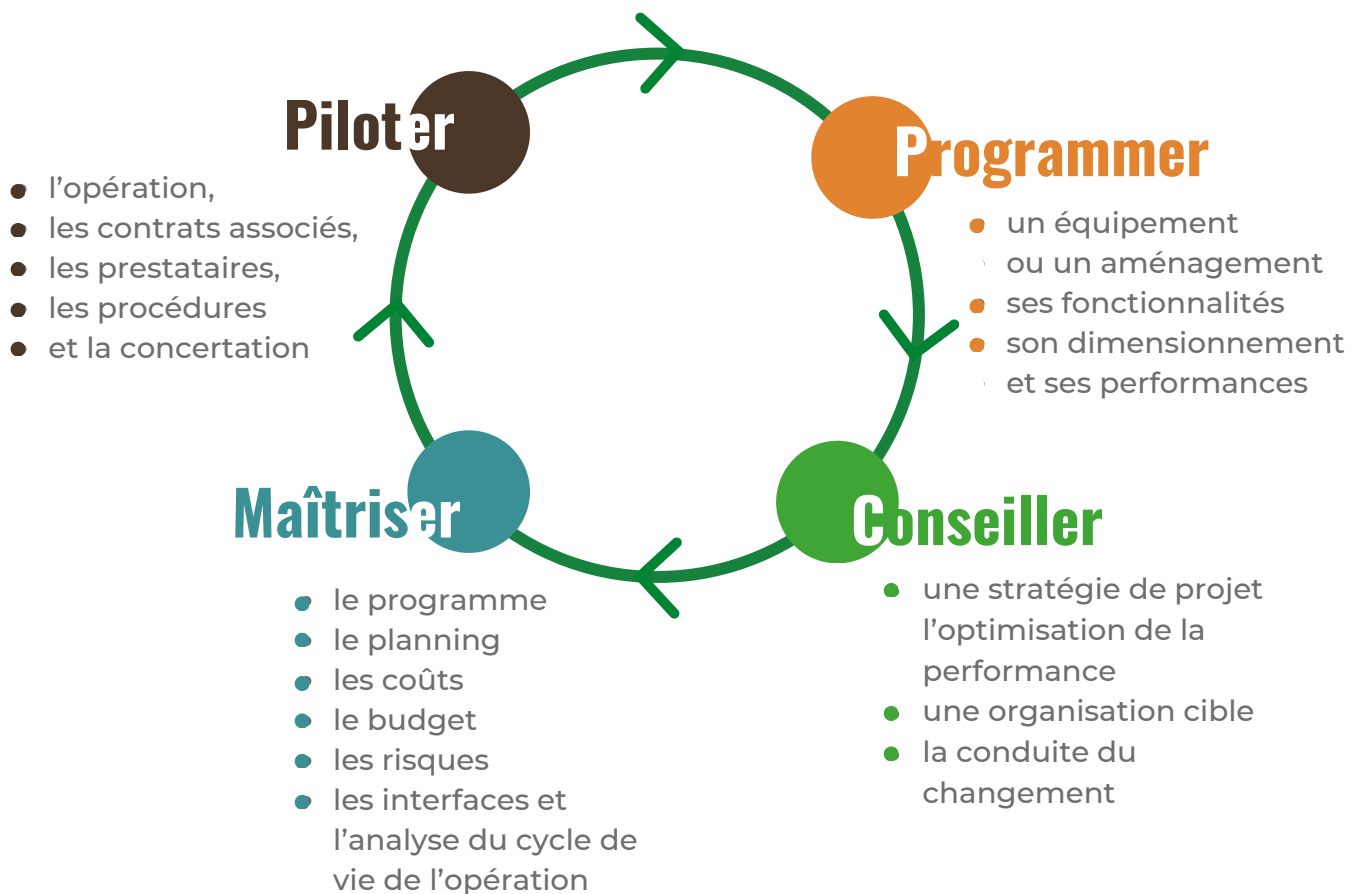 Piloter
l’opération,
les contrats associés,
les prestataires,
les procédures
et la concertation
Programmer
un équipement
ou un aménagement
ses fonctionnalités
son dimensionnement
et ses performances
Maîtriser
le programme
le planning
les coûts
le budget
les risques
les interfaces et
l’analyse du cycle de
vie de l’opération
Conseiller
une stratégie de projet
l’optimisation de la
performance
une organisation cible
la conduite du
changement